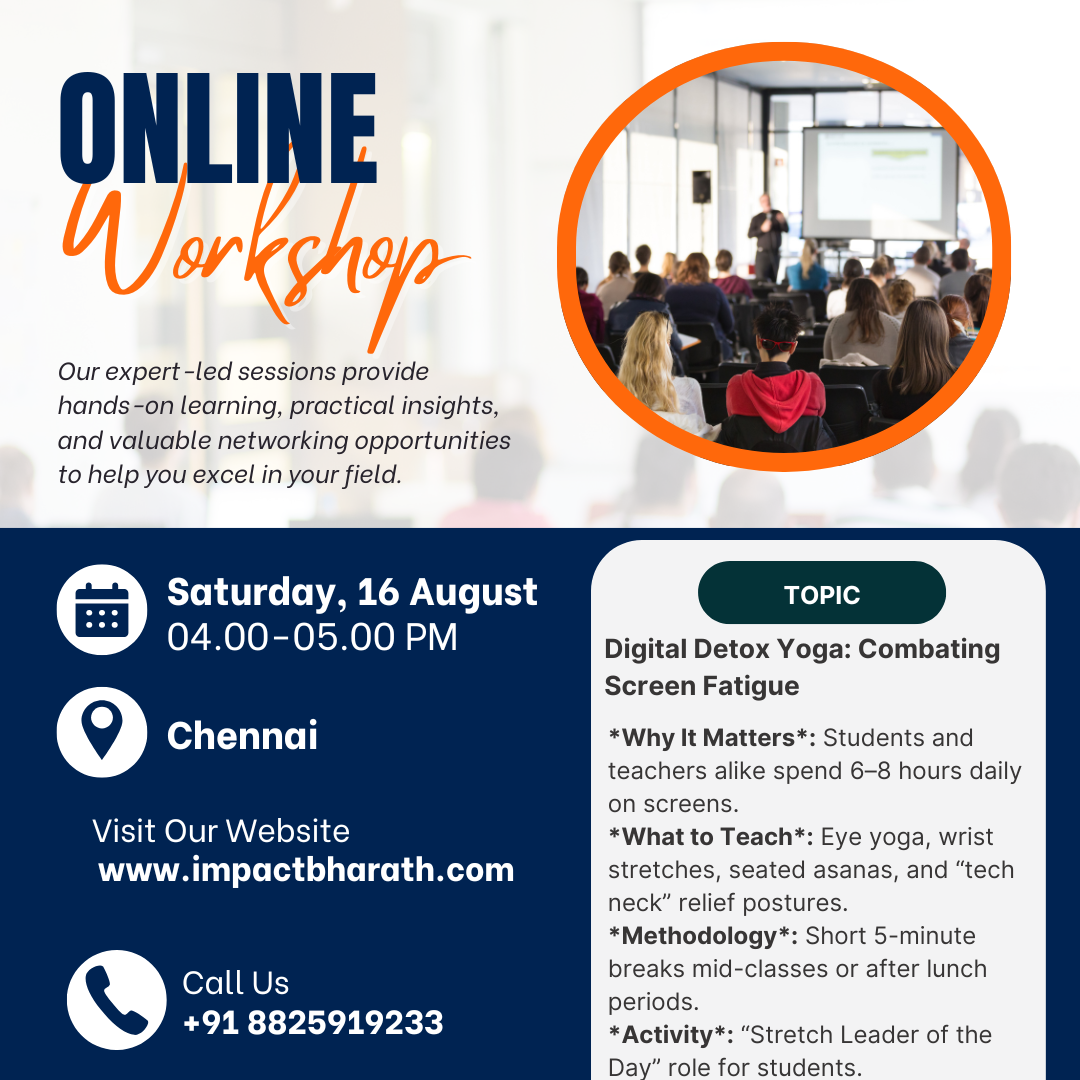 ONLINE
Workshop
Our expert-led sessions provide
hands-on learning, practical insights,
and valuable networking opportunities
to help you excel in your field.
Saturday, 16 August
04.00-05.00 PM
Chennai
Visit Our Website
www.impactbharath.com
Call Us
+91 8825919233
TOPIC
Digital Detox Yoga: Combating
Screen Fatigue
*Why It Matters*: Students and
teachers alike spend 6–8 hours daily
on screens.
*What to Teach*: Eye yoga, wrist
stretches, seated asanas, and “tech
neck” relief postures.
*Methodology*: Short 5-minute
breaks mid-classes or after lunch
periods.
*Activity*: “Stretch Leader of the
Day” role for students.